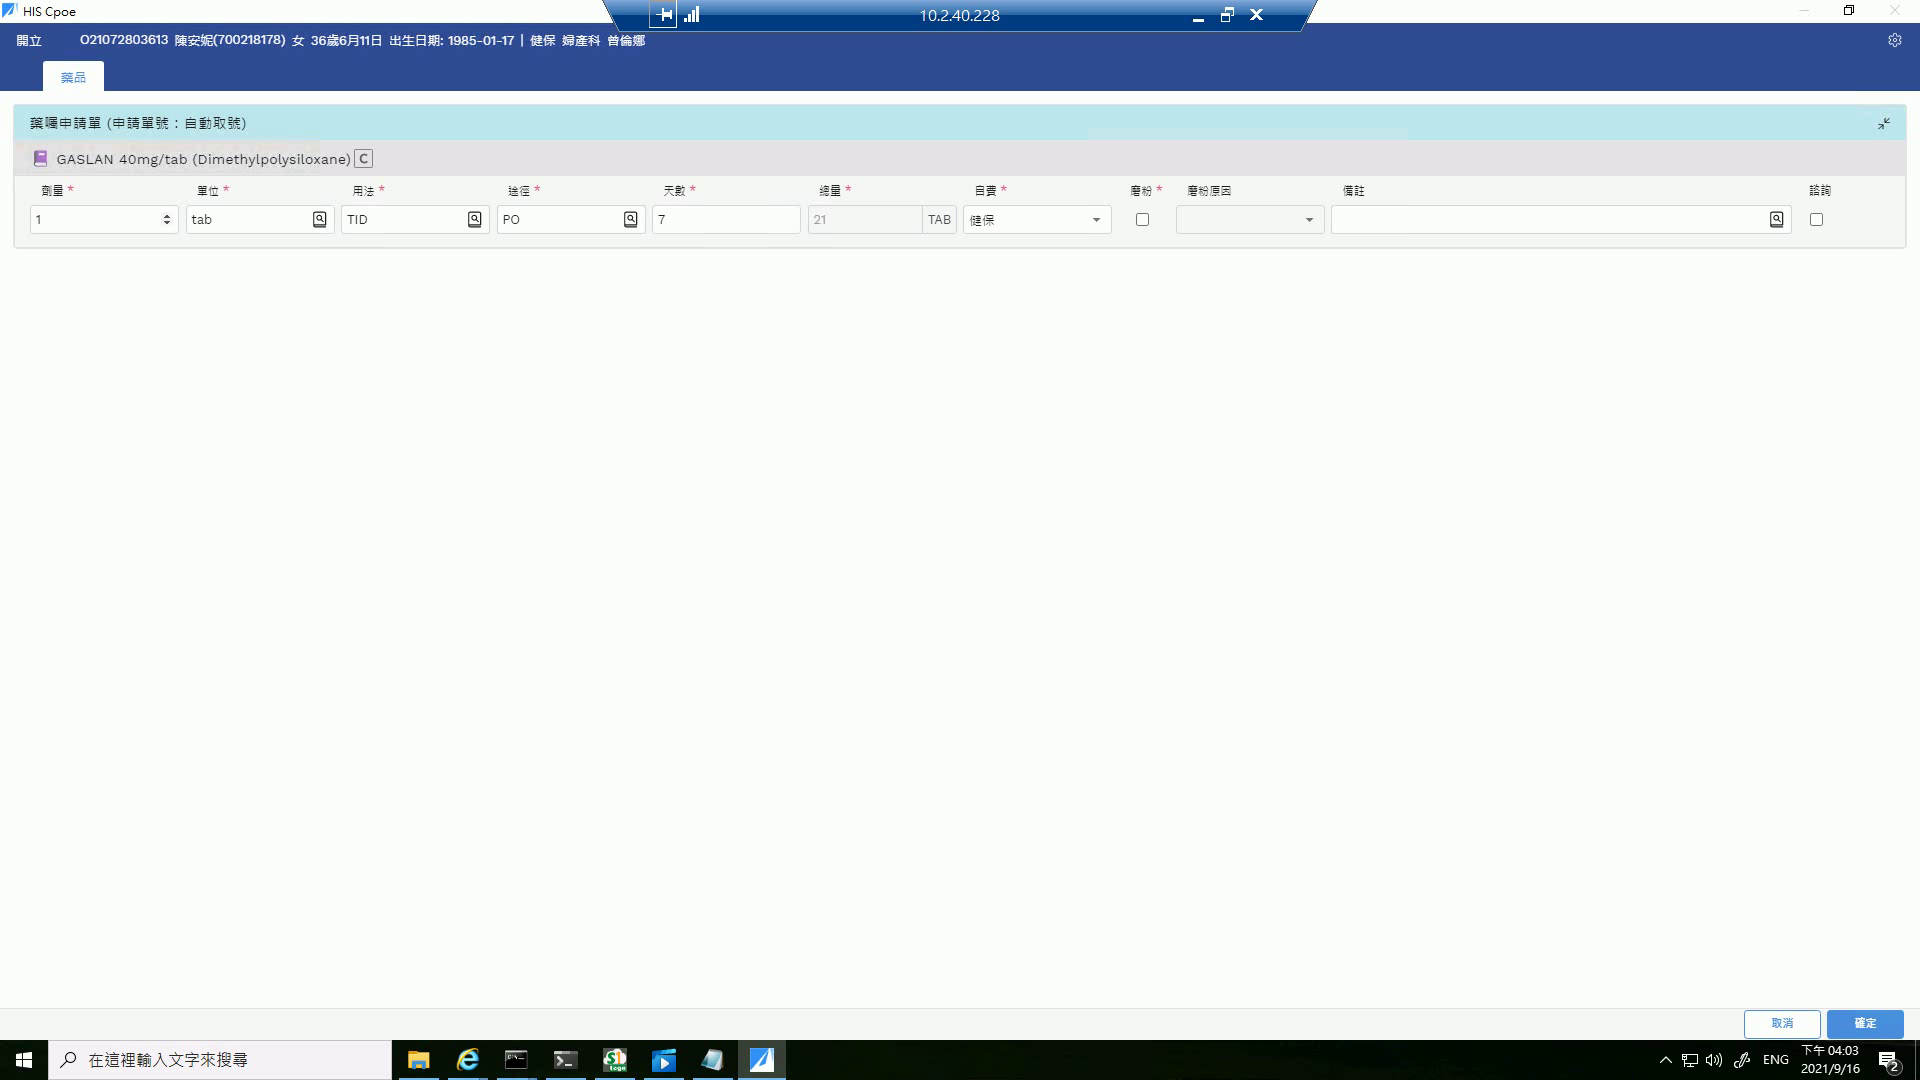 HIS Cpoe
10.2.40.228
開立 O21072803613 陳安妮(700218178) 女 36歲6月11日 出生日期: 1985-01-17 | 健保 婦產科 曾倫娜
藥品
藥囑申請單 (申請單號：自動取號)
GASLAN 40mg/tab (Dimethylpolysiloxane) C
劑量 * 單位 * 用法 * 途徑 * 天數 * 總量 * 自費 * 磨粉 * 磨粉原因 備註 諮詢
1 tab TID PO 7 21 TAB 健保
取消 確定
在這裡輸入文字來搜尋
ENG
下午 04:03
2021/9/16
2